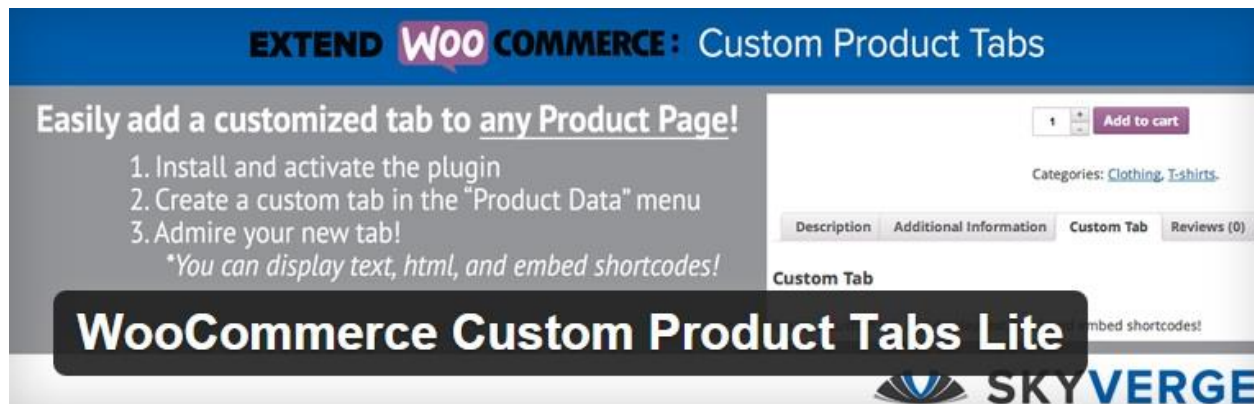 EXTEND WOO COMMERCE: Custom Product Tabs
Easily add a customized tab to any Product Page!
1. Install and activate the plugin
2. Create a custom tab in the “Product Data” menu
3. Admire your new tab!
*You can display text, html, and embed shortcodes!
1 Add to cart
Categories: Clothing, T-shirts.
Description Additional Information Custom Tab Reviews (0)
Custom Tab
embed shortcodes!
WooCommerce Custom Product Tabs Lite
SKYVERGE